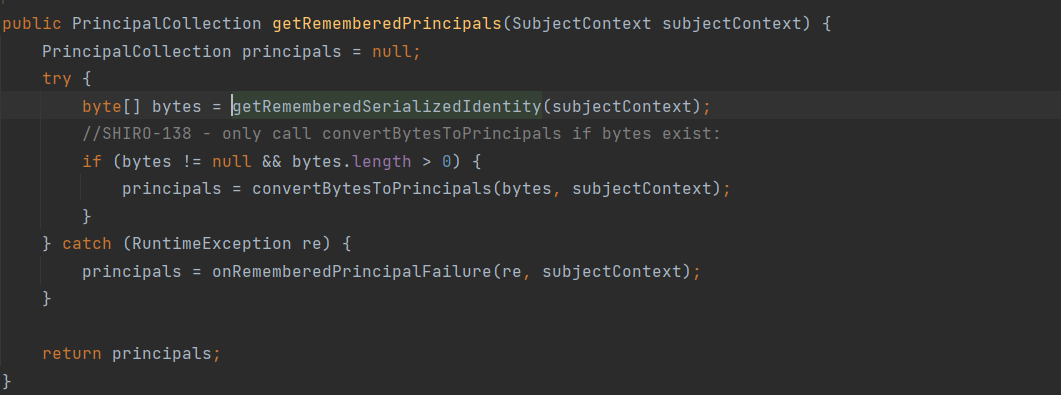 public PrincipalCollection getRememberedPrincipals(SubjectContext subjectContext) {
PrincipalCollection principals = null;
try {
byte[] bytes = getRememberedSerializedIdentity(subjectContext);
//SHIRO-138 - only call convertBytesToPrincipals if bytes exist:
if (bytes != null && bytes.length > 0) {
principals = convertBytesToPrincipals(bytes, subjectContext);
}
} catch (RuntimeException re) {
principals = onRememberedPrincipalFailure(re, subjectContext);
}
return principals;
}